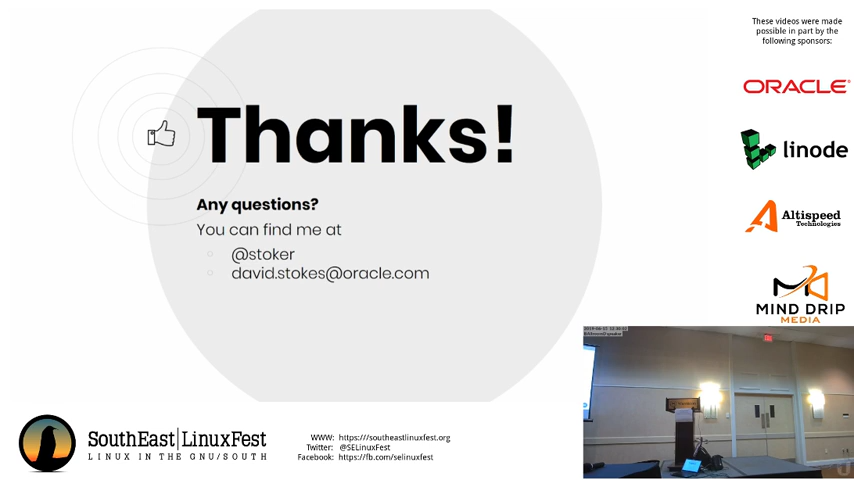 These videos were made
possible in part by the
following sponsors:
ORACLE
linode
Altispeed
Technologies
MIND DRIP
MEDIA
Thanks!
Any questions?
You can find me at
@stoker
david.stokes@oracle.com
SouthEast|LinuxFest
LINUX IN THE GNU/SOUTH
WWW: https:///southeastlinuxfest.org
Twitter: @SELinuxFest
Facebook: https://fb.com/selinuxfest